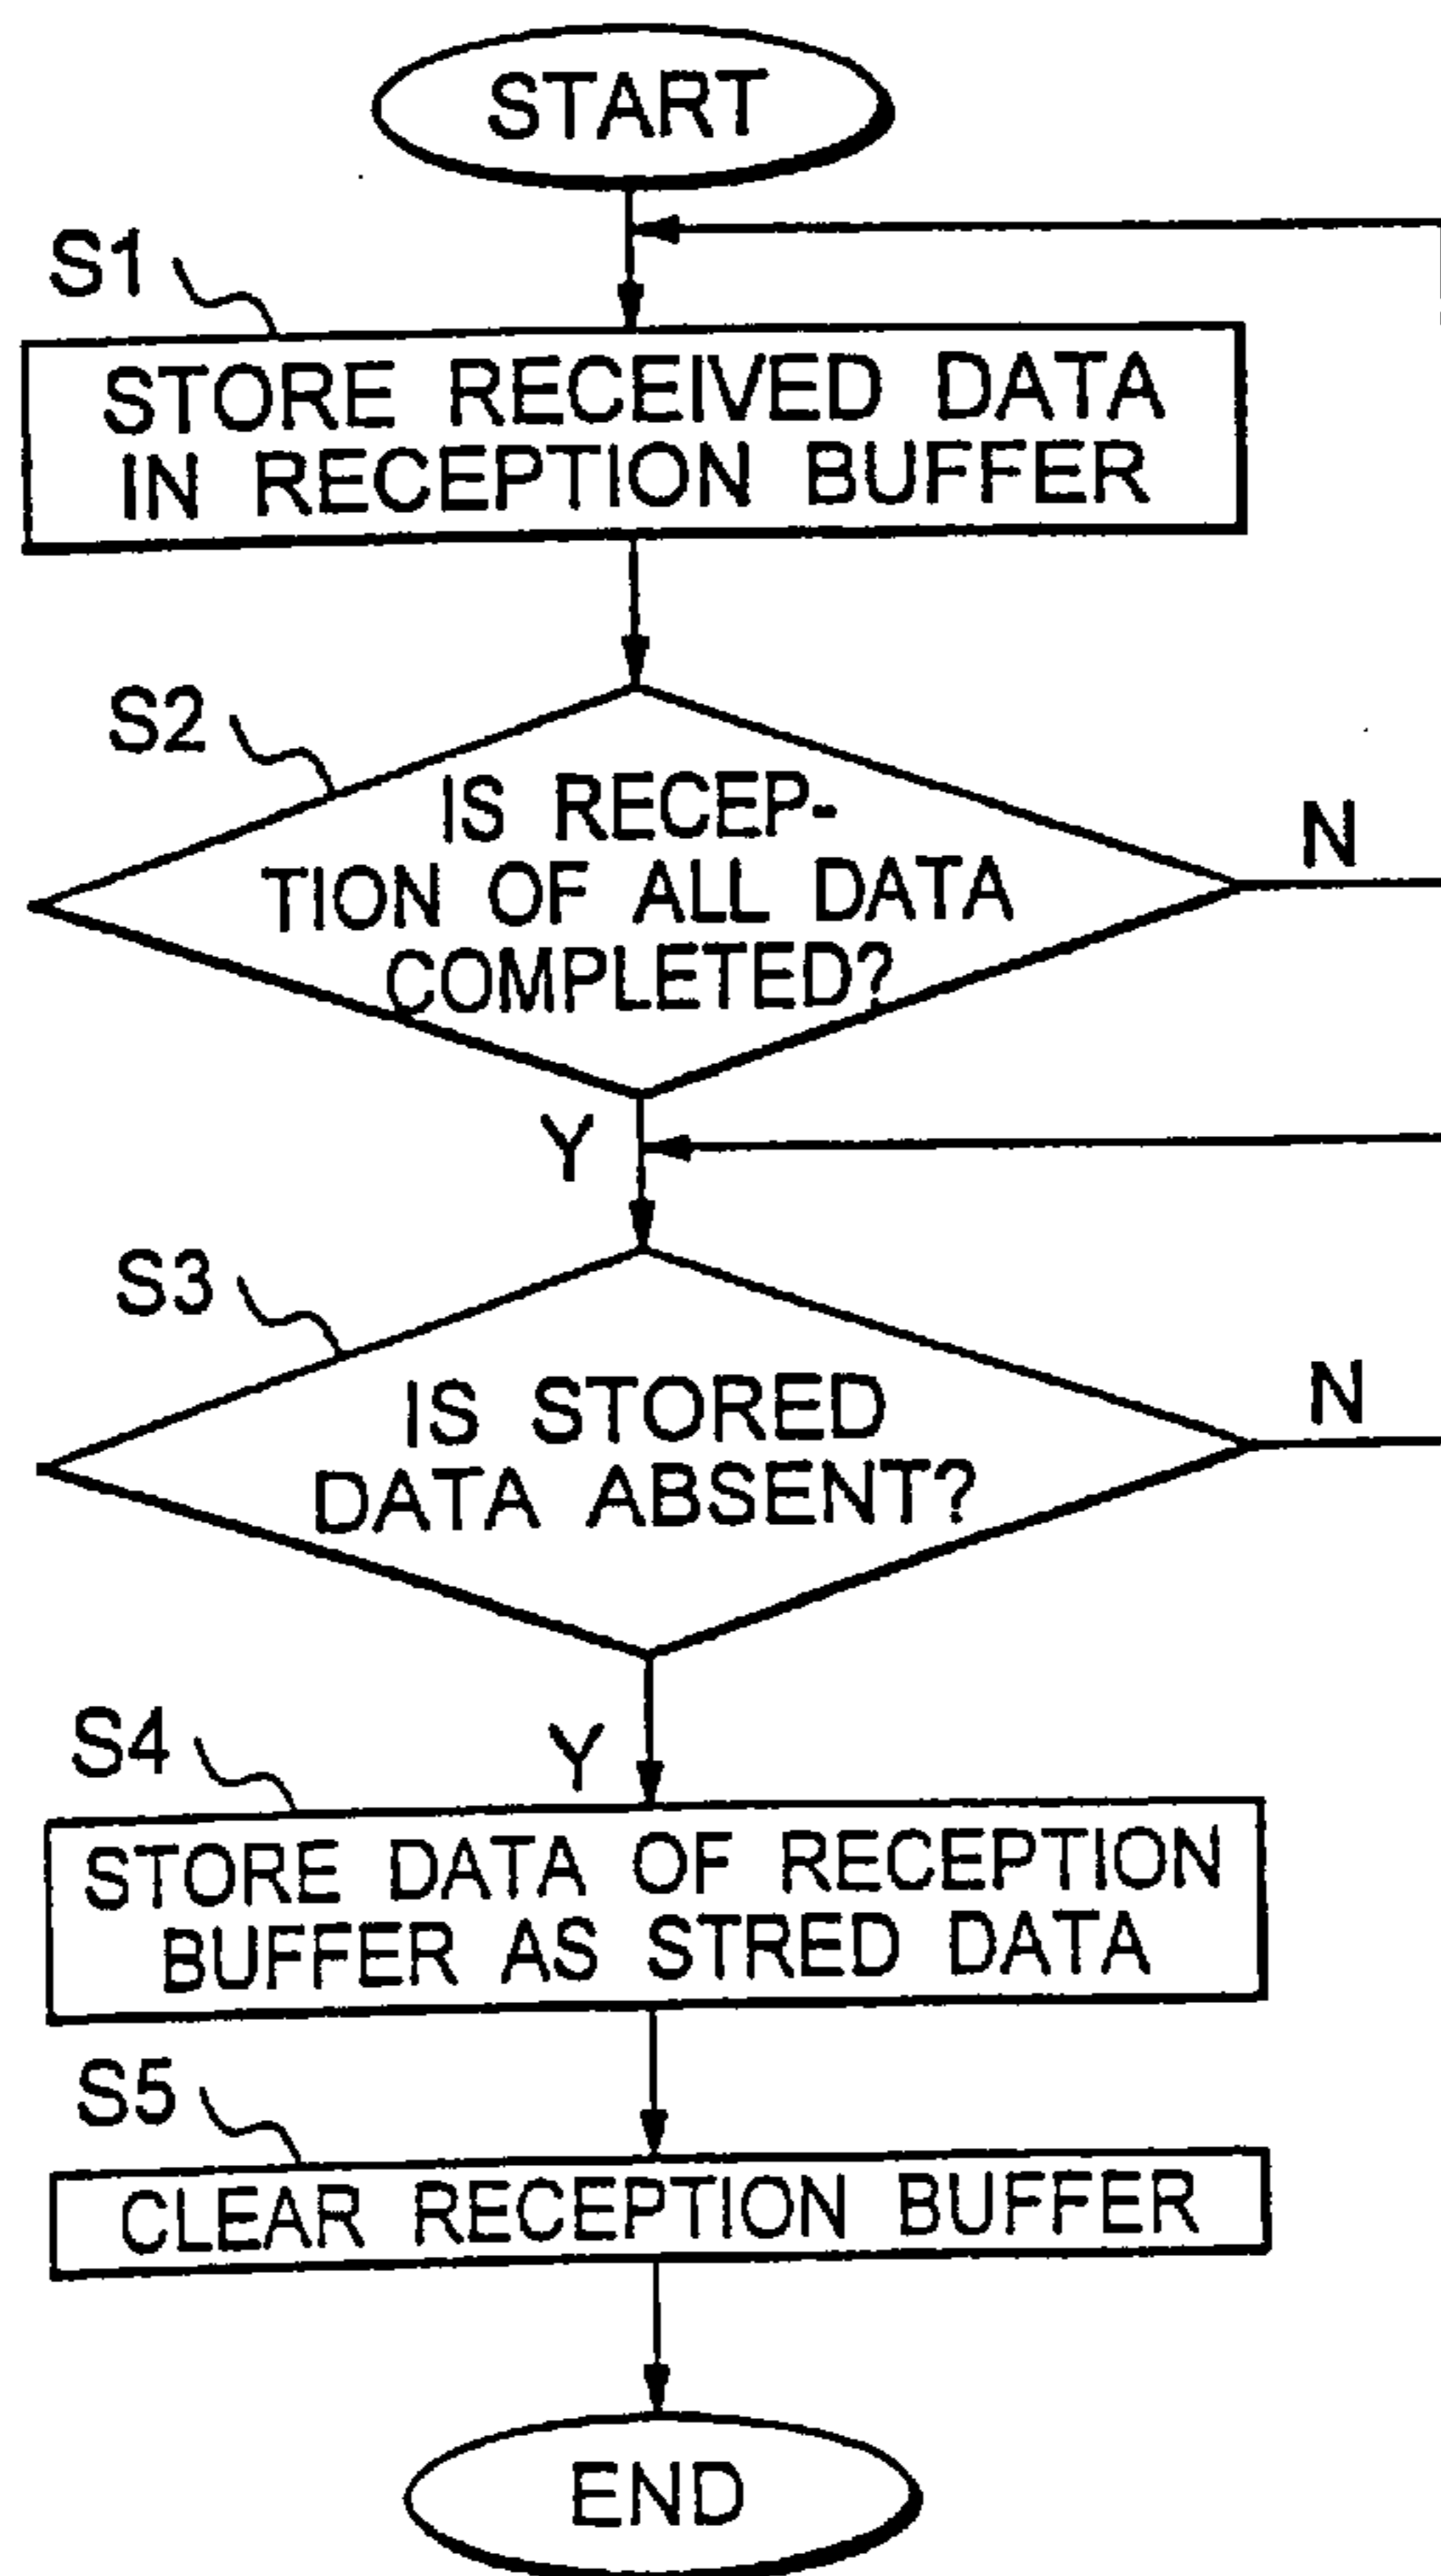 START
S1
STORE RECEIVED DATA
IN RECEPTION BUFFER
S2
IS RECEP-
TION OF ALL DATA
COMPLETED?
N
Y
S3
IS STORED
DATA ABSENT?
N
Y
S4
STORE DATA OF RECEPTION
BUFFER AS STRED DATA
S5
CLEAR RECEPTION BUFFER
END